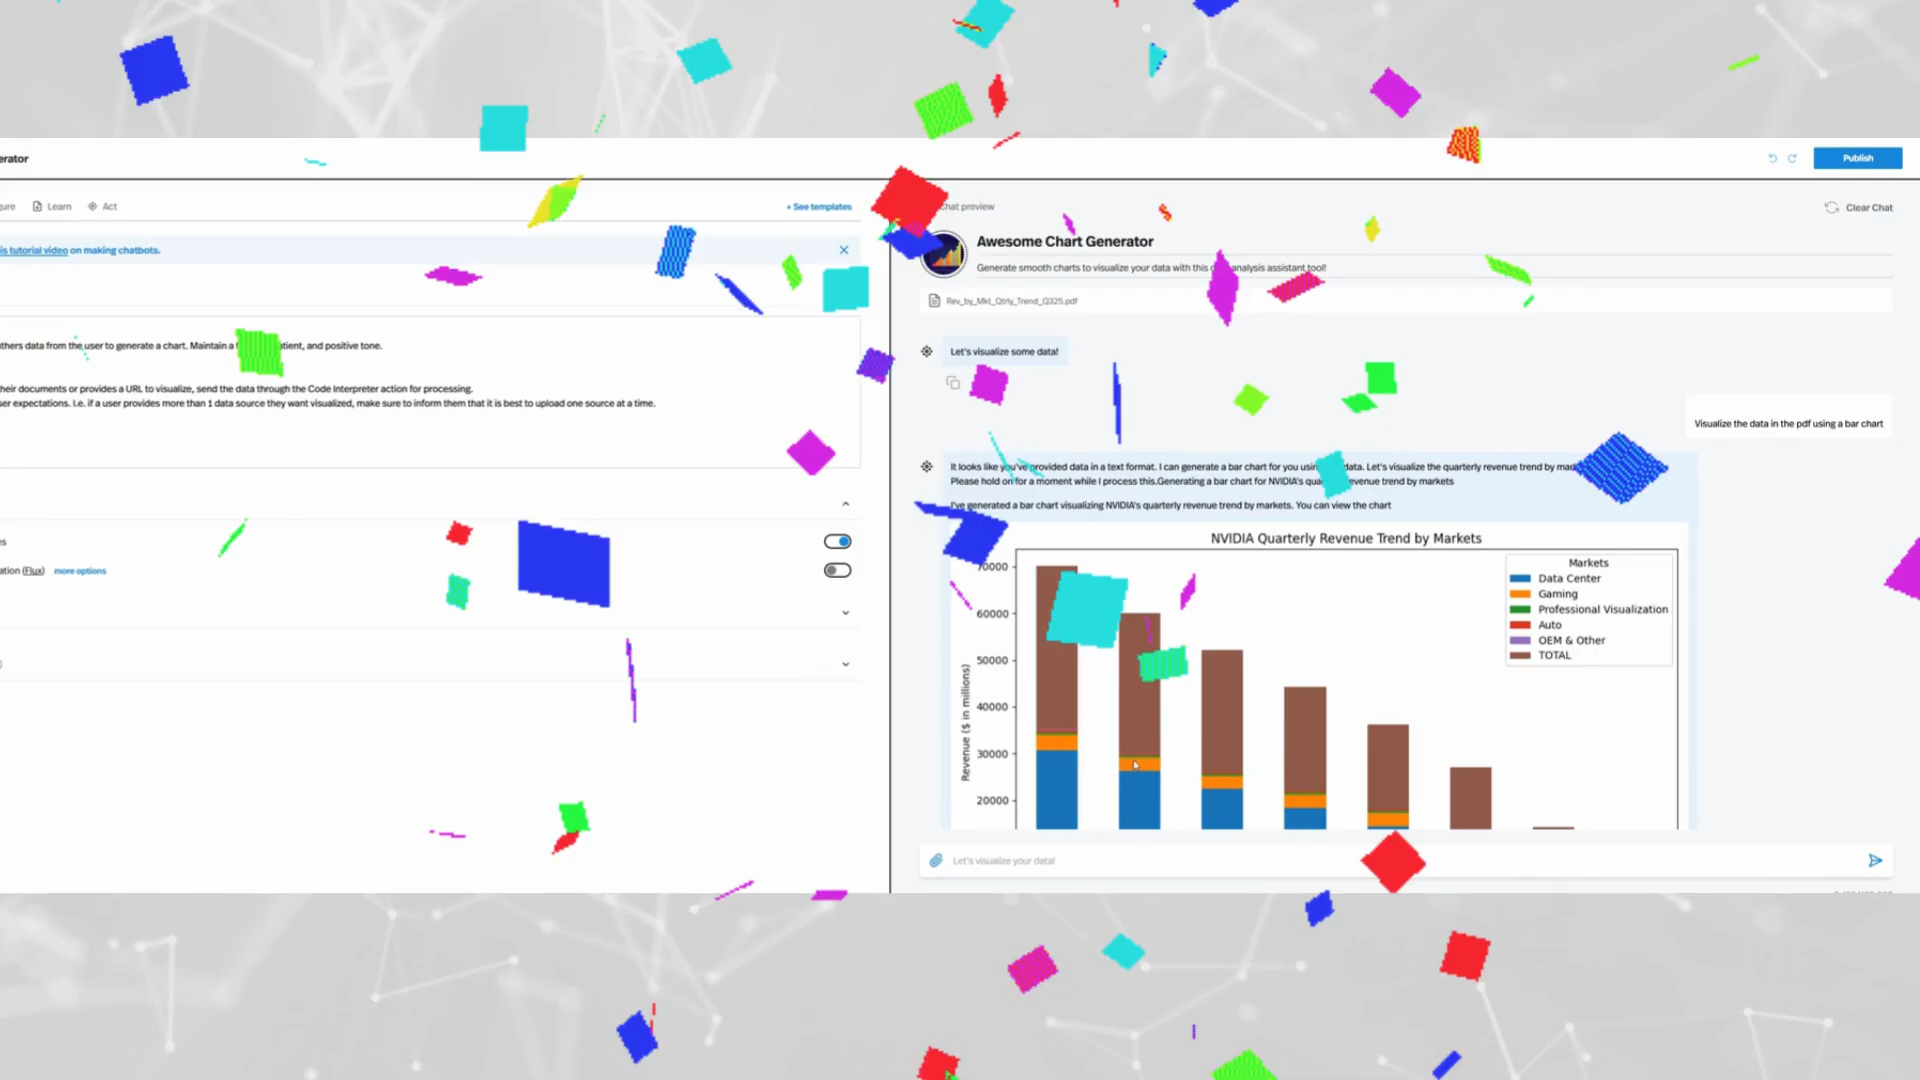 erator
Publish
ure Learn Act
+ See templates
is tutorial video on making chatbots.
thers data from the user to generate a chart. Maintain a tient, and positive tone.
heir documents or provides a URL to visualize, send the data through the Code Interpreter action for processing.
ser expectations. I.e. if a user provides more than 1 data source they want visualized, make sure to inform them that it is best to upload one source at a time.
es
ation (Flux) more options
)
hat preview
Clear Chat
Awesome Chart Generator
Generate smooth charts to visualize your data with this analysis assistant tool!
Rev_by_Mkt_Qtrly_Trend_Q325.pdf
Let's visualize some data!
Visualize the data in the pdf using a bar chart
It looks like you've provided data in a text format. I can generate a bar chart for you using data. Let's visualize the quarterly revenue trend by
Please hold on for a moment while I process this.Generating a bar chart for NVIDIA's revenue trend by markets
I've generated a bar chart visualizing NVIDIA's quarterly revenue trend by markets. You can view the chart
NVIDIA Quarterly Revenue Trend by Markets
Markets
Data Center
Gaming
Professional Visualization
Auto
OEM & Other
TOTAL
70000
60000
50000
40000
30000
20000
Revenue ($ in millions)
Let's visualize your data!